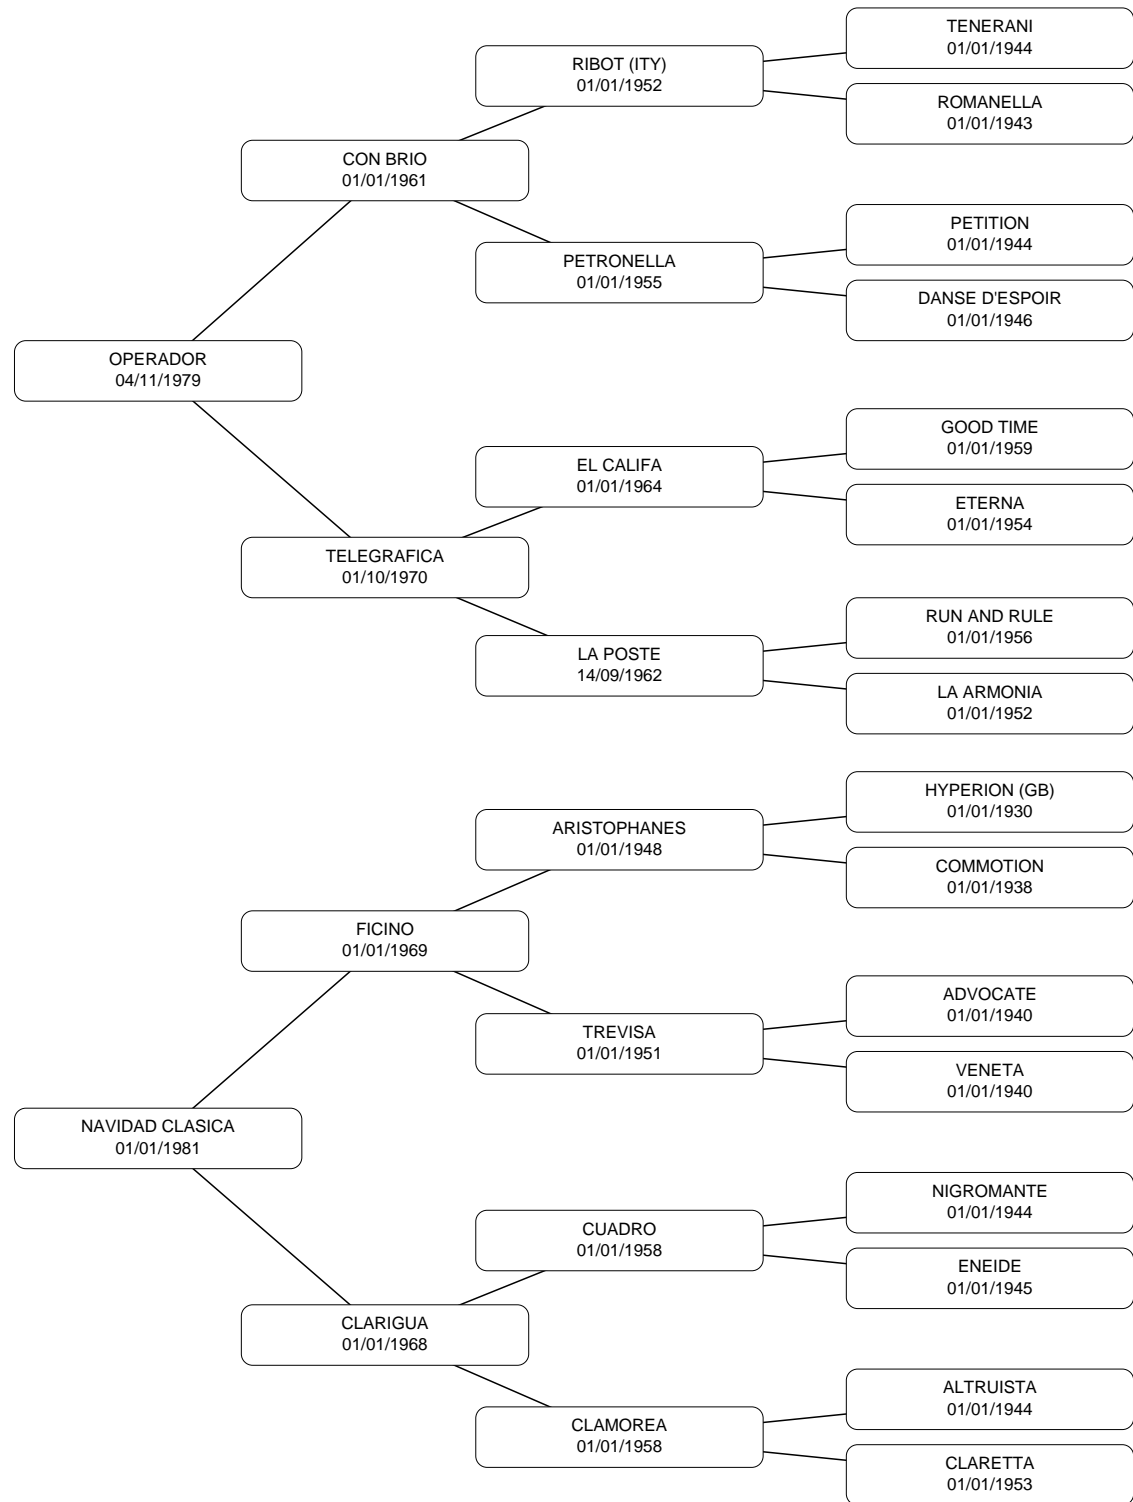 TENERANI
01/01/1944
RIBOT (ITY)
01/01/1952
ROMANELLA
01/01/1943
CON BRIO
01/01/1961
PETITION
01/01/1944
PETRONELLA
01/01/1955
DANSE D'ESPOIR
01/01/1946
OPERADOR
04/11/1979
GOOD TIME
01/01/1959
EL CALIFA
01/01/1964
ETERNA
01/01/1954
TELEGRAFICA
01/10/1970
RUN AND RULE
01/01/1956
LA POSTE
14/09/1962
LA ARMONIA
01/01/1952
HYPERION (GB)
01/01/1930
ARISTOPHANES
01/01/1948
COMMOTION
01/01/1938
FICINO
01/01/1969
ADVOCATE
01/01/1940
TREVISA
01/01/1951
VENETA
01/01/1940
NAVIDAD CLASICA
01/01/1981
NIGROMANTE
01/01/1944
CUADRO
01/01/1958
ENEIDE
01/01/1945
CLARIGUA
01/01/1968
ALTRUISTA
01/01/1944
CLAMOREA
01/01/1958
CLARETTA
01/01/1953